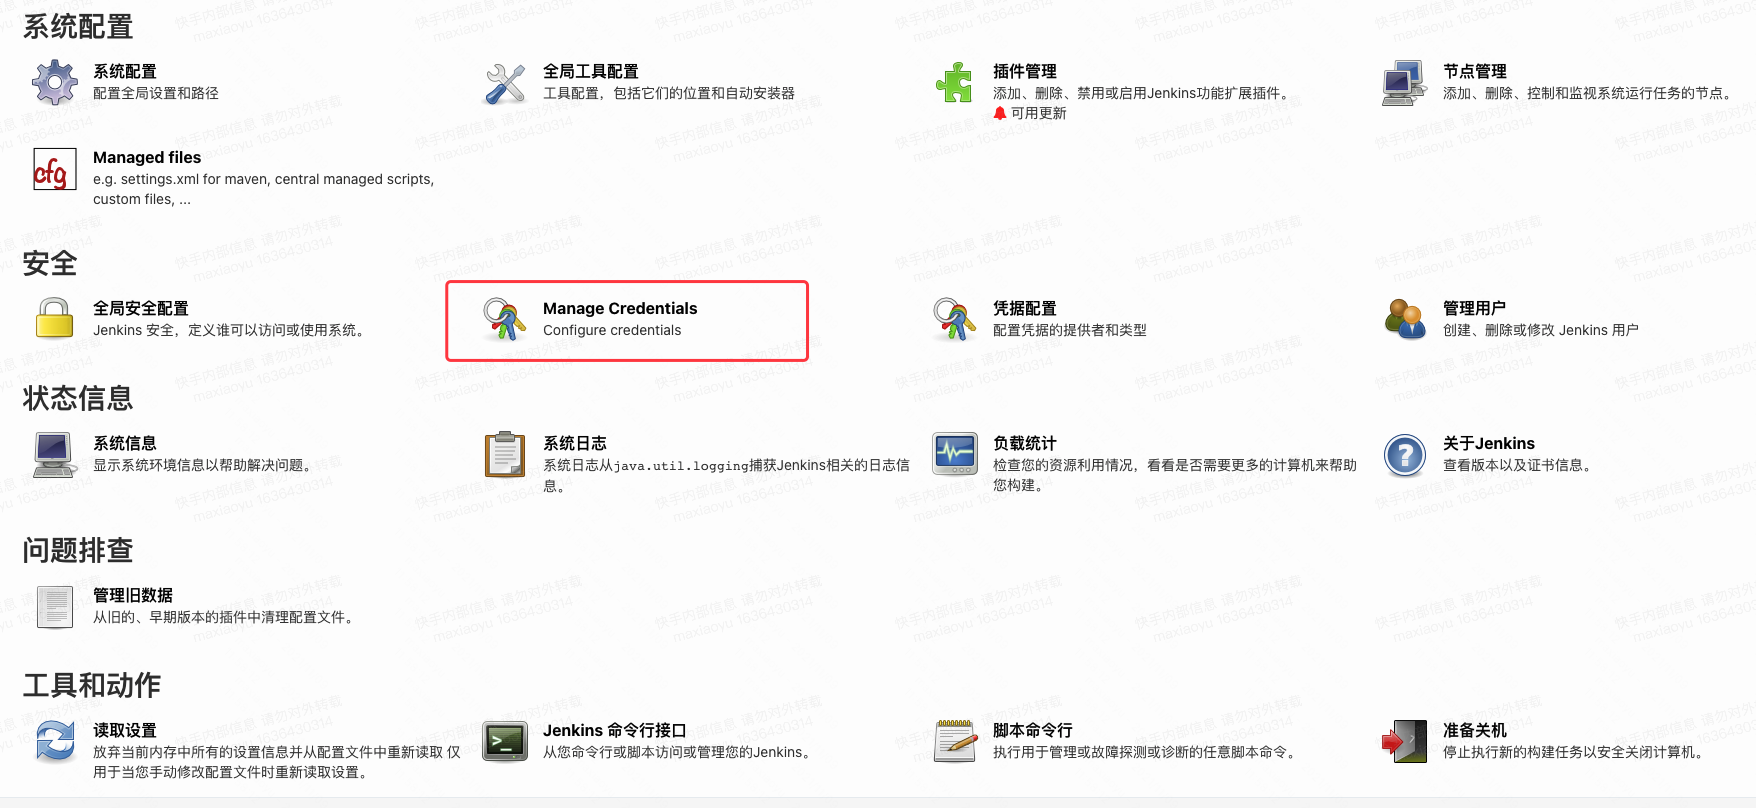 系统配置
系统配置
配置全局设置和路径
全局工具配置
工具配置，包括它们的位置和自动安装器
插件管理
添加、删除、禁用或启用Jenkins功能扩展插件。
可用更新
节点管理
添加、删除、控制和监视系统运行任务的节点。
cfg
Managed files
e.g. settings.xml for maven, central managed scripts,
custom files, ...
安全
全局安全配置
Jenkins 安全，定义谁可以访问或使用系统。
Manage Credentials
Configure credentials
凭据配置
配置凭据的提供者和类型
管理用户
创建、删除或修改 Jenkins 用户
状态信息
系统信息
显示系统环境信息以帮助解决问题。
系统日志
系统日志从java.util.logging捕获Jenkins相关的日志信
息。
负载统计
检查您的资源利用情况，看看是否需要更多的计算机来帮助
您构建。
关于Jenkins
查看版本以及证书信息。
问题排查
管理旧数据
从旧的、早期版本的插件中清理配置文件。
工具和动作
读取设置
放弃当前内存中所有的设置信息并从配置文件中重新读取 仅
用于当您手动修改配置文件时重新读取设置。
Jenkins 命令行接口
从您命令行或脚本访问或管理您的Jenkins。
脚本命令行
执行用于管理或故障探测或诊断的任意脚本命令。
准备关机
停止执行新的构建任务以安全关闭计算机。
快手内部信息 请勿对外转载
maxiaoyu 1636430314